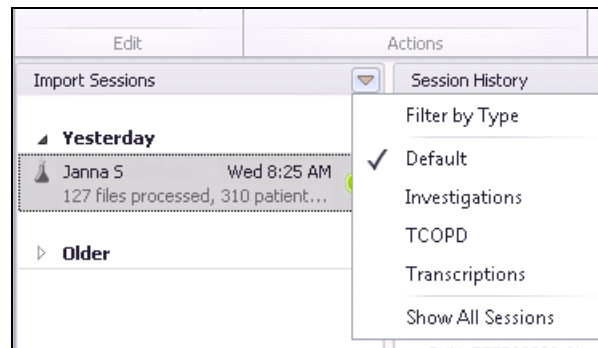 Edit
Actions
Import Sessions
Session History
Filter by Type
Yesterday
Janna S Wed 8:25 AM
127 files processed, 310 patient...
Default
Investigations
TCOPD
Transcriptions
Older
Show All Sessions